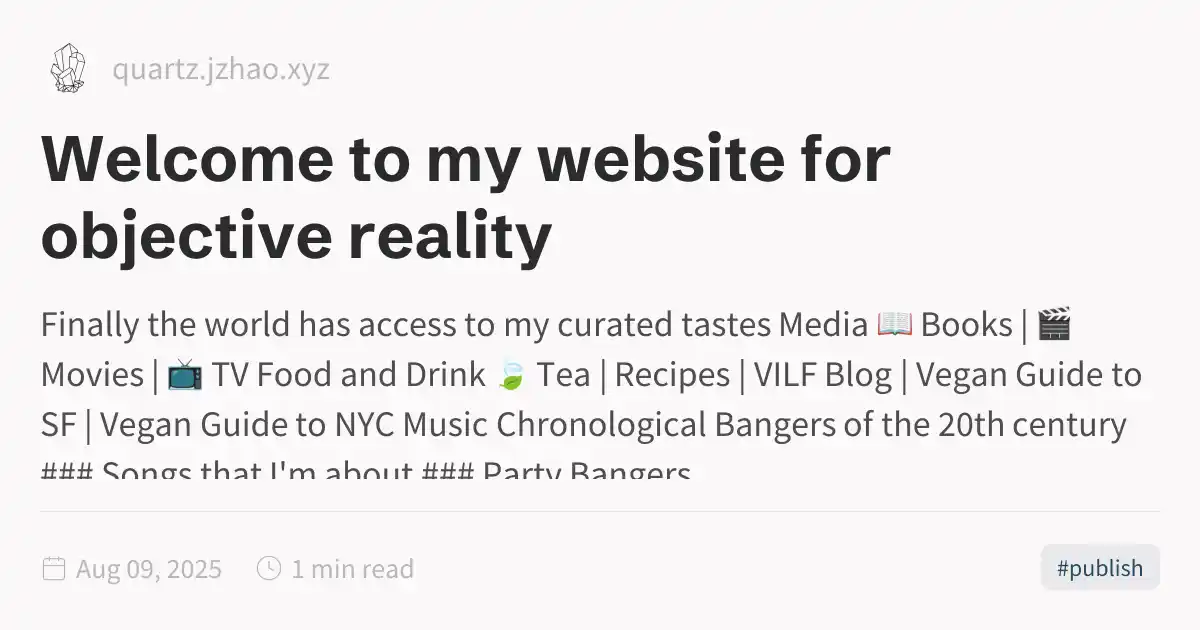 quartz.jzhao.xyz
Welcome to my website for
objective reality
Finally the world has access to my curated tastes Media 📖 Books | 🎬
Movies | 📺 TV Food and Drink 🍃 Tea | Recipes | VILF Blog | Vegan Guide to
SF | Vegan Guide to NYC Music Chronological Bangers of the 20th century
### Songs that I'm about ### Party Bangers
Aug 09, 2025
1 min read
#publish